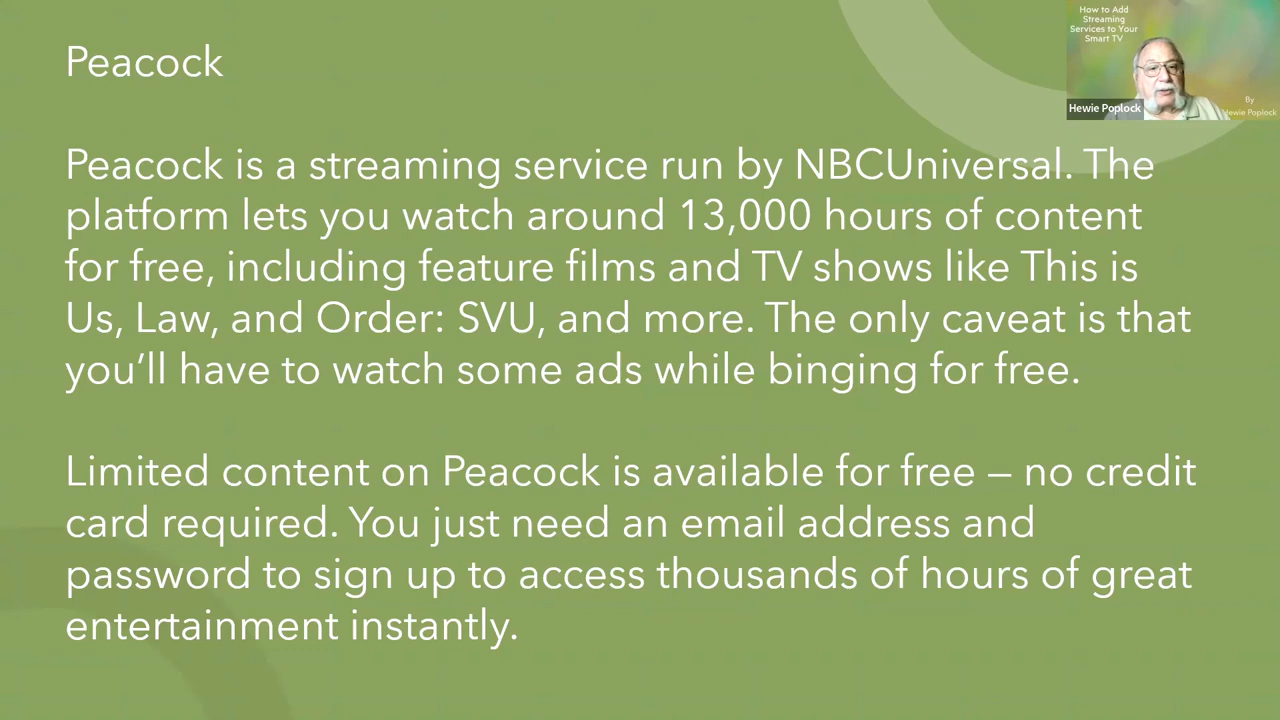 Peacock
How to Add
Streaming
Services to Your
Smart TV
Hewie Poplock
By
Hewie Poplock
Peacock is a streaming service run by NBCUniversal. The
platform lets you watch around 13,000 hours of content
for free, including feature films and TV shows like This is
Us, Law, and Order: SVU, and more. The only caveat is that
you’ll have to watch some ads while binging for free.
Limited content on Peacock is available for free – no credit
card required. You just need an email address and
password to sign up to access thousands of hours of great
entertainment instantly.